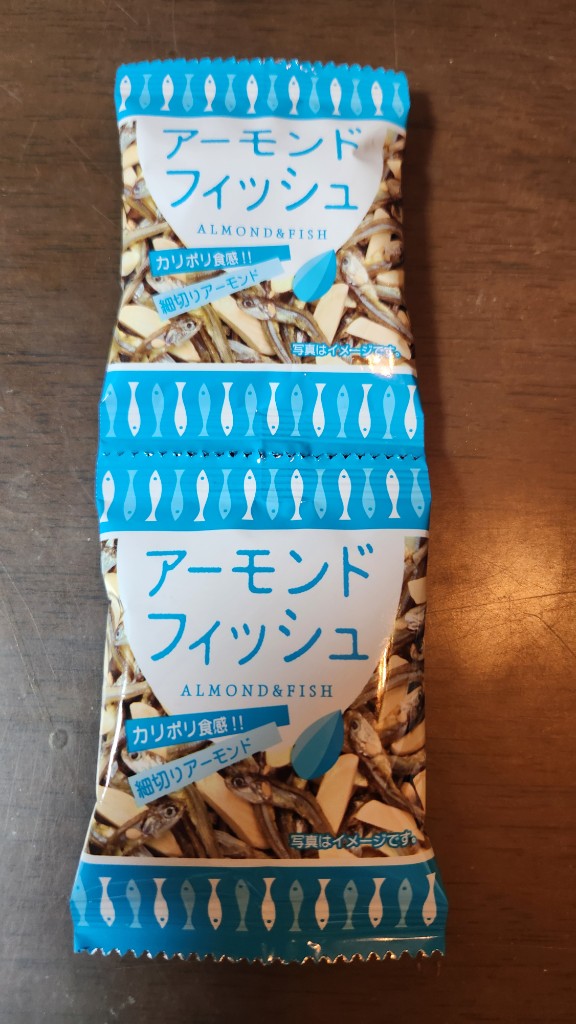 アーモンド
フィッシュ
ALMOND&FISH
カリポリ食感!!
細切りアーモンド
写真はイメージです。
アーモンド
フィッシュ
ALMOND&FISH
カリポリ食感!!
細切りアーモンド
写真はイメージです。